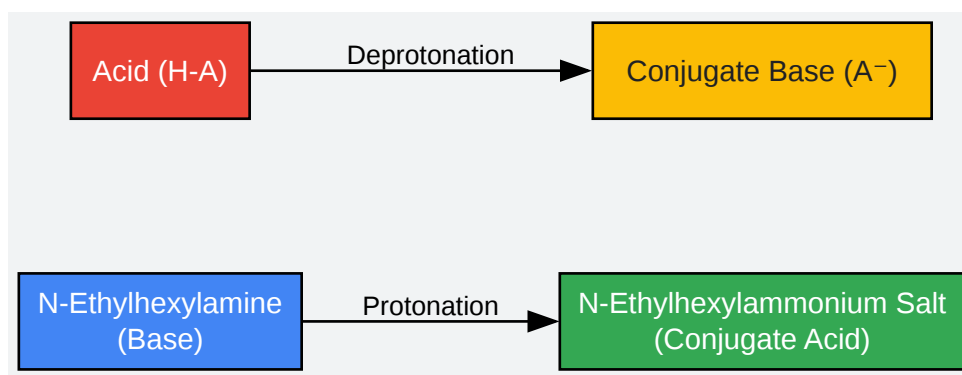 Acid (H-A)
Deprotonation
Conjugate Base (A⁻)
N-Ethylhexylamine
(Base)
Protonation
N-Ethylhexylammonium Salt
(Conjugate Acid)